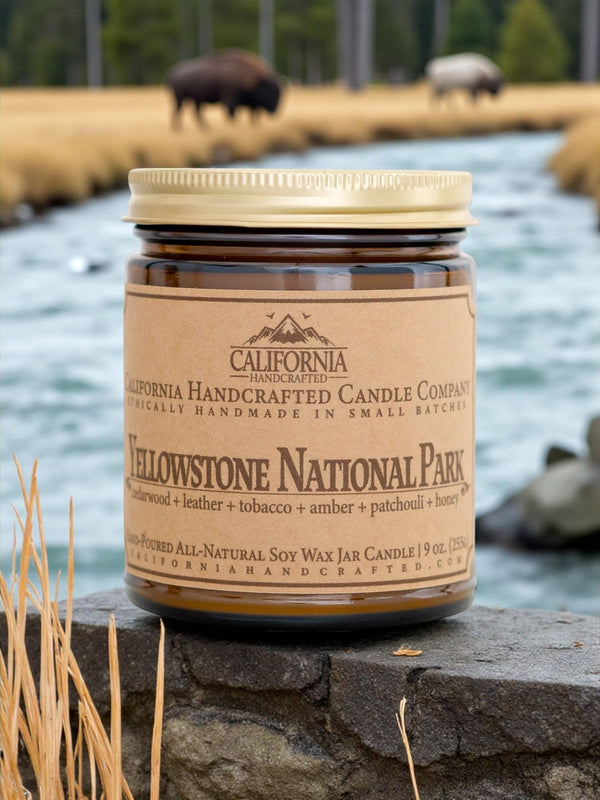 CALIFORNIA
HANDCRAFTED
CALIFORNIA HANDCRAFTED CANDLE COMPANY
ETHICALLY HANDMADE IN SMALL BATCHES
YELLOWSTONE NATIONAL PARK
cedarwood + leather + tobacco + amber + patchouli + honey
HAND-POURED ALL-NATURAL SOY WAX JAR CANDLE | 9 oz. (255g)
CALIFORNIAHANDCRAFTED.COM